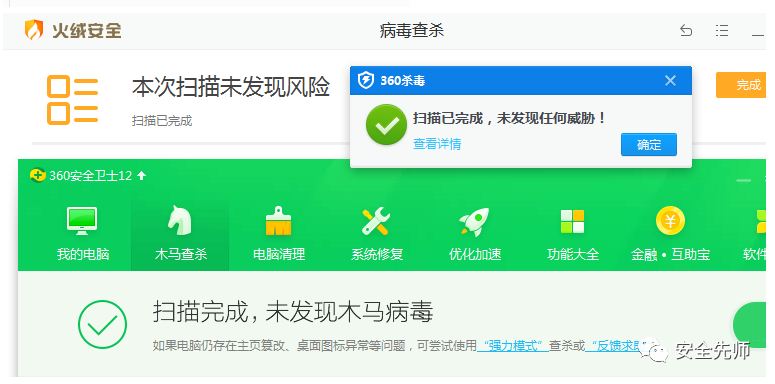 火绒安全
病毒查杀
本次扫描未发现风险
扫描已完成
完成
360杀毒
扫描已完成，未发现任何威胁！
查看详情
确定
360安全卫士12
我的电脑 木马查杀 电脑清理 系统修复 优化加速 功能大全 金融·互助宝 软件
扫描完成，未发现木马病毒
如果电脑仍存在主页篡改、桌面图标异常等问题，可尝试使用“强力模式”查杀或“反馈求助
安全先师